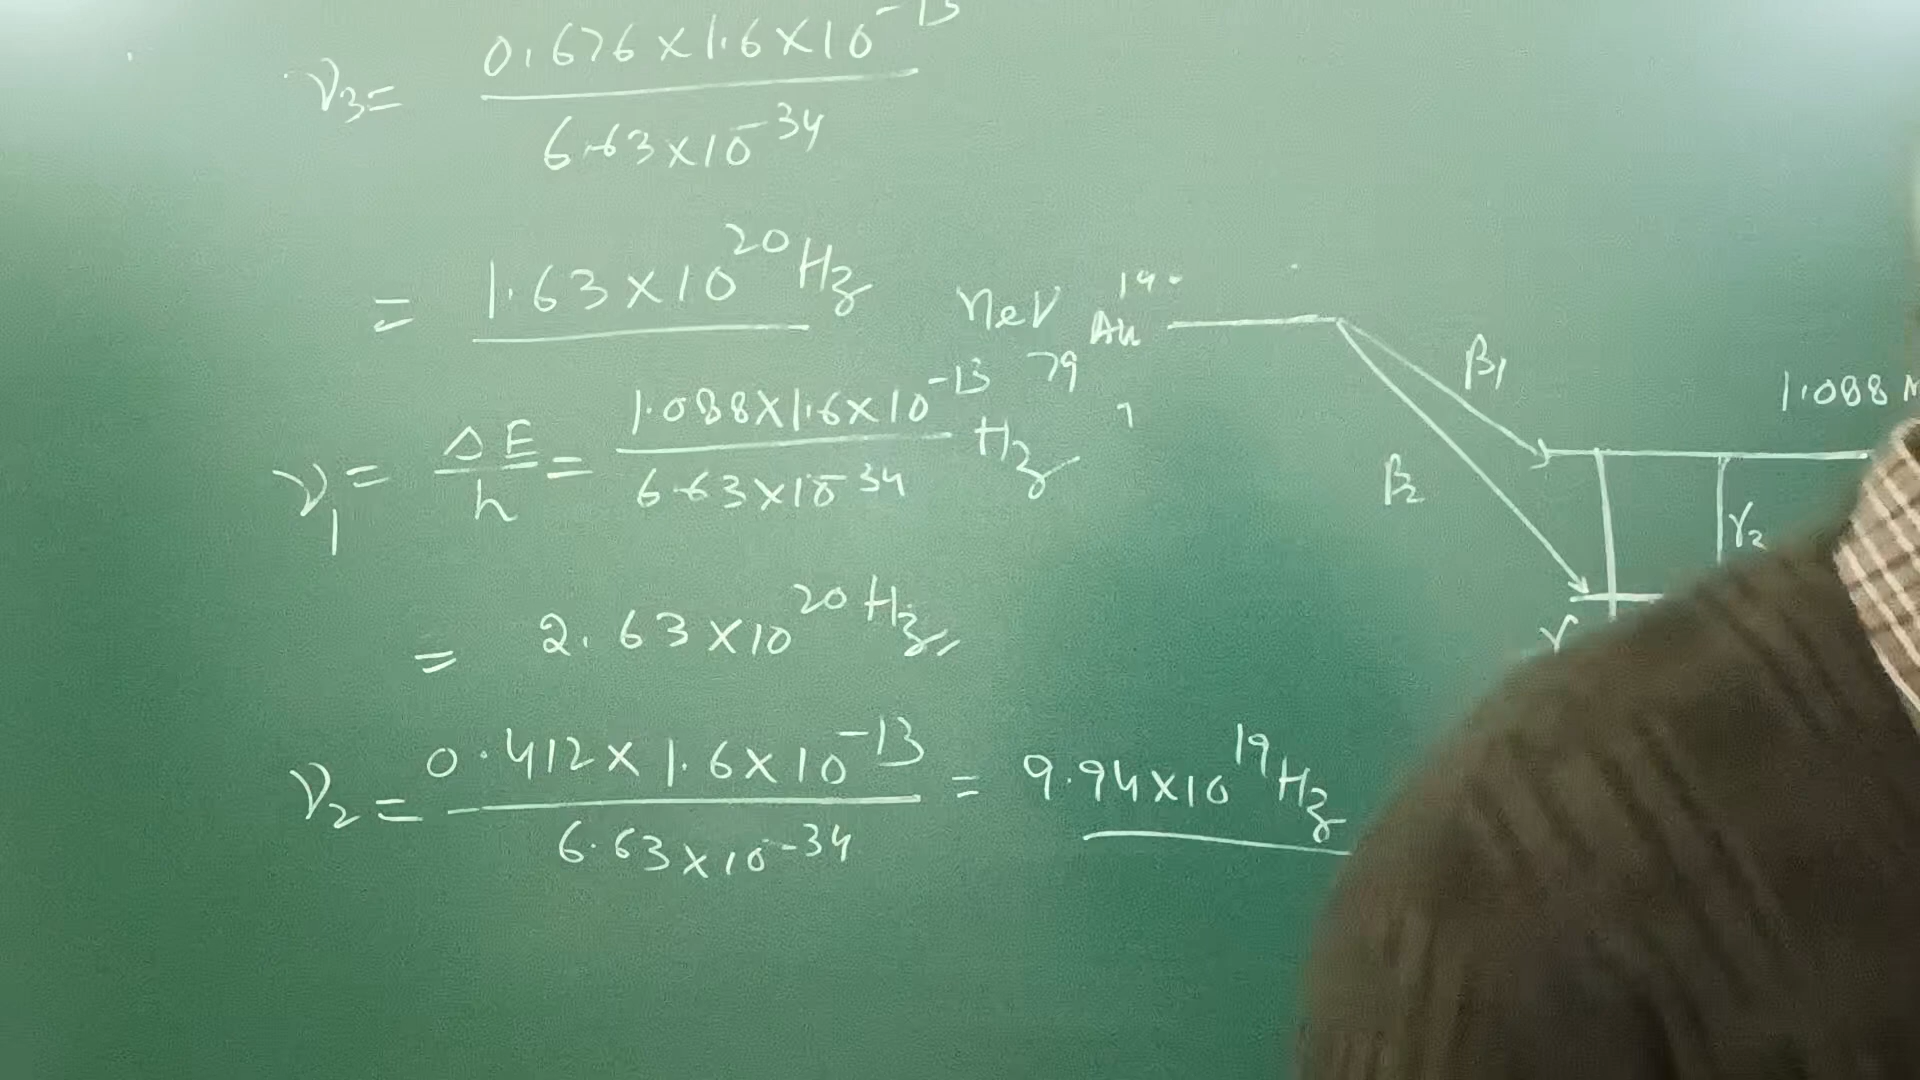 ν3 = 0.676×1.6×10^-13 / 6.63×10^-34
= 1.63×10^20 Hz
ν1 = ΔE/h = 1.088×1.6×10^-13 / 6.63×10^-34 Hz
= 2.63×10^20 Hz,
ν2 = 0.412×1.6×10^-13 / 6.63×10^-34 = 9.94×10^19 Hz
Au
79
β1
1.088 M
β2
γ2
γ